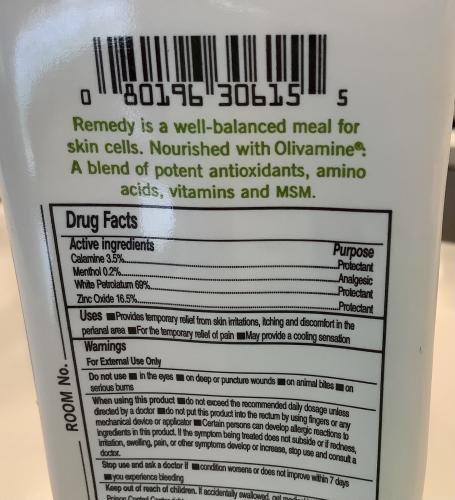 0 80196 30615 5
Remedy is a well-balanced meal for
skin cells. Nourished with Olivamine®.
A blend of potent antioxidants, amino
acids, vitamins and MSM.
Drug Facts
Active ingredients Purpose
Calamine 3.5%..........Protectant
Menthol 0.2%..........Analgesic
White Petrolatum 69%..........Protectant
Zinc Oxide 16.5%..........Protectant
Uses ■Provides temporary relief from skin irritations, itching and discomfort in the
perianal area ■For the temporary relief of pain ■May provide a cooling sensation
Warnings
For External Use Only
Do not use ■ in the eyes ■ on deep or puncture wounds ■ on animal bites ■ on
serious burns
When using this product ■do not exceed the recommended daily dosage unless
directed by a doctor ■do not put this product into the rectum by using fingers or any
mechanical device or applicator ■Certain persons can develop allergic reactions to
ingredients in this product. If the symptom being treated does not subside or if redness,
irritation, swelling, pain, or other symptoms develop or increase, stop use and consult a
doctor.
Stop use and ask a doctor if ■condition worsens or does not improve within 7 days
■you experience bleeding
Keep out of reach of children. If accidentally swallowed, get
Poison Control
ROOM No.